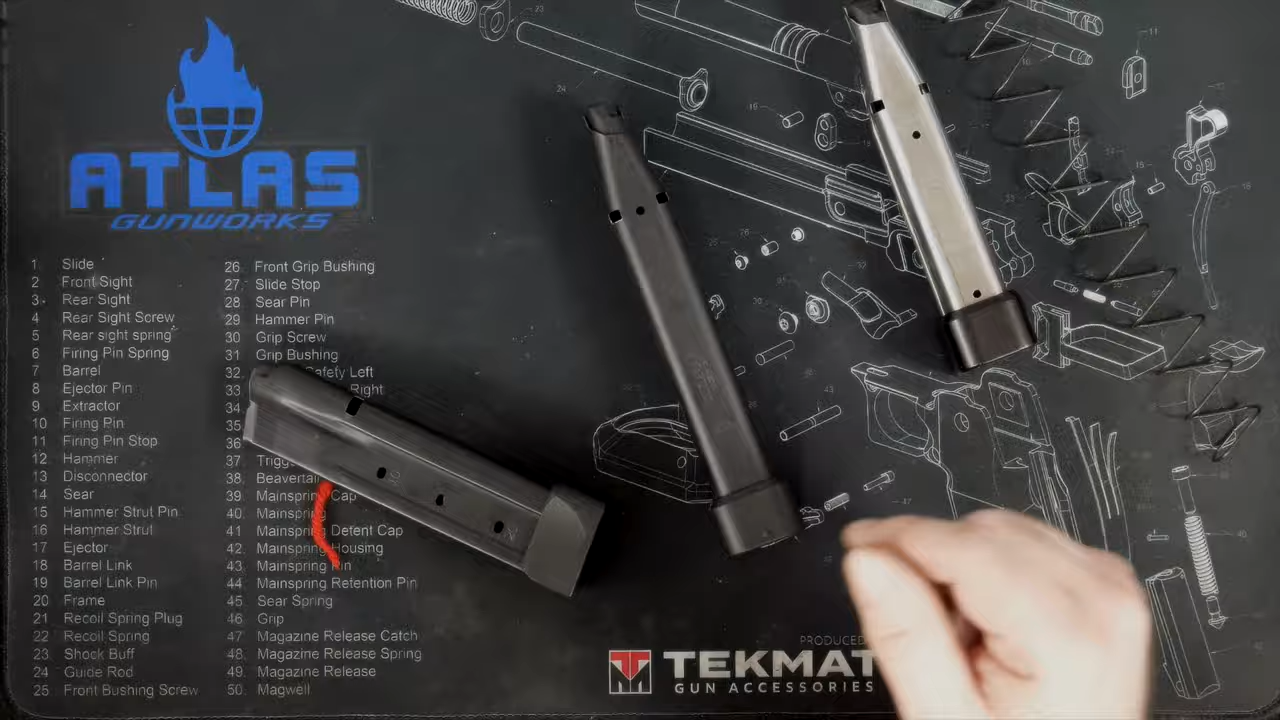 ATLAS
GUNWORKS
1 Slide
2 Front Sight
3 Rear Sight
4 Rear Sight Screw
5 Rear sight spring
6 Firing Pin Spring
7 Barrel
8 Ejector Pin
9 Extractor
10 Firing Pin
11 Firing Pin Stop
12 Hammer
13 Disconnector
14 Sear
15 Hammer Strut Pin
16 Hammer Strut
17 Ejector
18 Barrel Link
19 Barrel Link Pin
20 Frame
21 Recoil Spring Plug
22 Recoil Spring
23 Shock Buff
24 Guide Rod
25 Front Bushing Screw
26. Front Grip Bushing
27. Slide Stop
28 Sear Pin
29 Hammer Pin
30 Grip Screw
31 Grip Bushing
32. Safety Left
33 Right
34
35
36
37
38. Beavertail
39 Mainspring Cap
40. Mainspring
41 Mainspring Detent Cap
42. Mainspring Housing
43 Mainspring Pin
44 Mainspring Retention Pin
45 Sear Spring
46 Grip
47 Magazine Release Catch
48. Magazine Release Spring
49. Magazine Release
50. Magwell
PRODUCED
TEKMAT
GUN ACCESSORIES